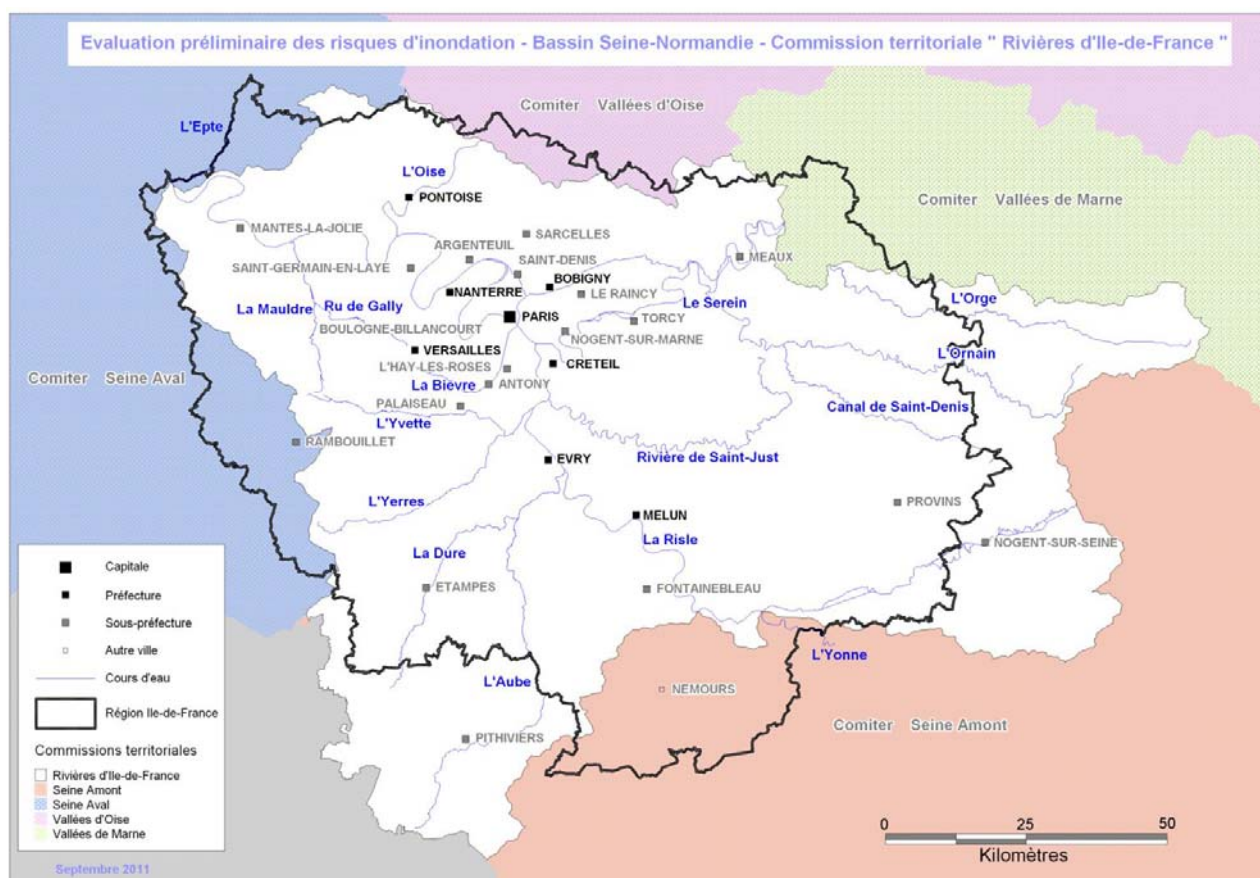 Evaluation préliminaire des risques d'inondation - Bassin Seine-Normandie - Commission territoriale " Rivières d'Ile-de-France "
Comiter Vallées d'Oise
L'Epte
L'Oise
PONTOISE
Comiter Vallées de Marne
MANTES-LA-JOLIE
SARCELLES
ARGENTEUIL
SAINT-DENIS
MEAUX
SAINT-GERMAIN-EN-LAYE
BOBIGNY
NANTERRE
LE RAINCY
Le Serein
L'Orge
La Mauldre
Ru de Gally
PARIS
TORCY
BOULOGNE-BILLANCOURT
NOGENT-SUR-MARNE
VERSAILLES
L'Ornain
L'HAY-LES-ROSES
CRETEIL
Comiter Seine Aval
La Bièvre
ANTONY
PALAISEAU
Canal de Saint-Denis
L'Yvette
RAMBOUILLET
EVRY
Rivière de Saint-Just
L'Yerres
PROVINS
MELUN
La Risle
NOGENT-SUR-SEINE
La Dure
ETAMPES
FONTAINEBLEAU
L'Yonne
L'Aube
NEMOURS
Comiter Seine Amont
PITHIVIERS
Capitale
Préfecture
Sous-préfecture
Autre ville
Cours d'eau
Région Ile-de-France
Commissions territoriales
Rivières d'Ile-de-France
Seine Amont
Seine Aval
Vallées d'Oise
Vallées de Marne
Septembre 2011
0 25 50
Kilomètres